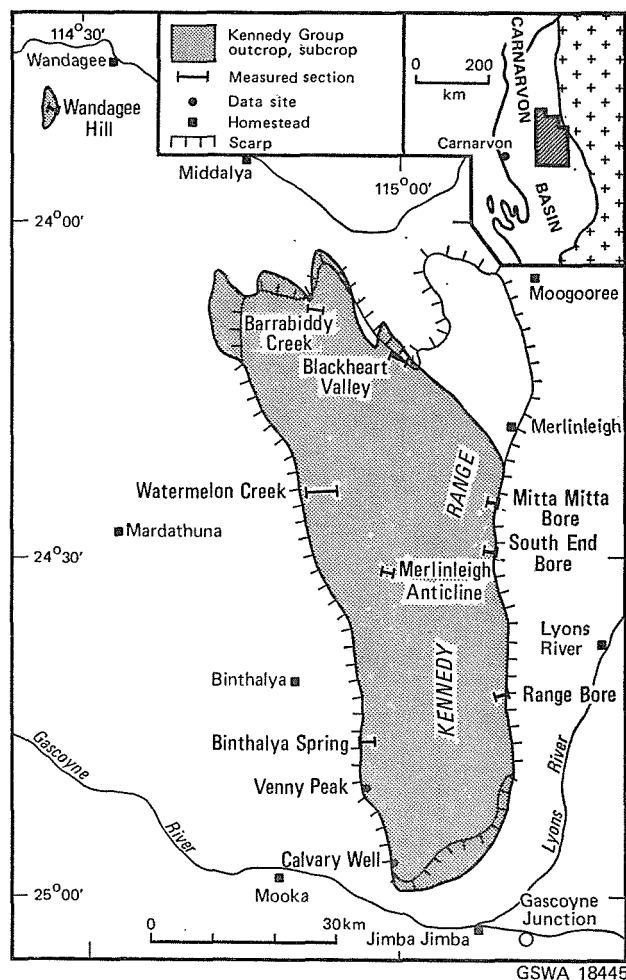 114°30'
Wandagee
Wandagee
Hill
Kennedy Group
outcrop, subcrop
Measured section
Data site
Homestead
Scarp
0 200
km
CARNARVON
BASIN
Carnarvon
Middalya
115°00'
24°00'
Moogooree
Barrabiddy
Creek
Blackheart
Valley
Merlinleigh
RANGE
Watermelon Creek
Mitta Mitta
Bore
Mardathuna
24°30'
South End
Bore
Merlinleigh
Anticline
Lyons
River
KENNEDY
Binthalya
Range Bore
Binthalya Spring
Gascoyne
River
Lyons
River
Venny Peak
Calvary Well
25°00'
Mooka
Gascoyne
Junction
0 30 km
Jimba Jimba
GSWA 18445